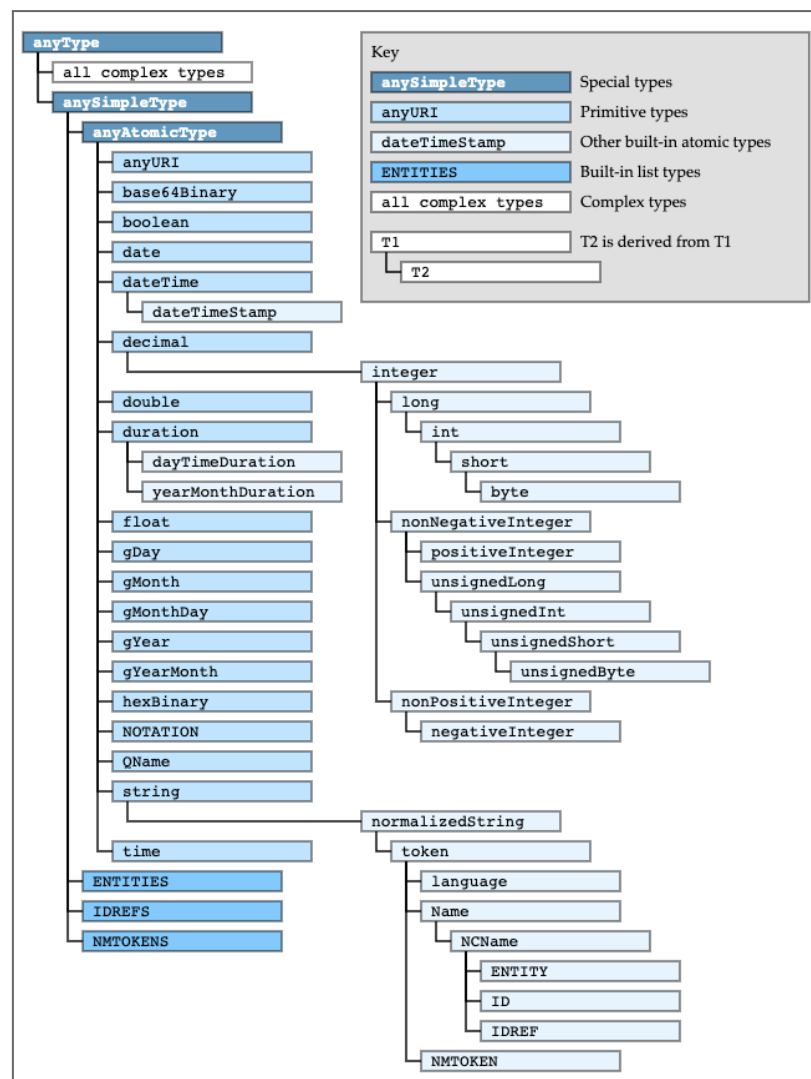 anyType
all complex types
anySimpleType
anyAtomicType
anyURI
base64Binary
boolean
date
dateTime
dateTimeStamp
decimal
integer
long
int
short
byte
nonNegativeInteger
positiveInteger
unsignedLong
unsignedInt
unsignedShort
unsignedByte
nonPositiveInteger
negativeInteger
double
duration
dayTimeDuration
yearMonthDuration
float
gDay
gMonth
gMonthDay
gYear
gYearMonth
hexBinary
NOTATION
QName
string
normalizedString
token
language
Name
NCName
ENTITY
ID
IDREF
NMTOKEN
time
ENTITIES
IDREFS
NMTOKENS
Key
anySimpleType Special types
anyURI Primitive types
dateTimeStamp Other built-in atomic types
ENTITIES Built-in list types
all complex types Complex types
T1 T2 is derived from T1
T2